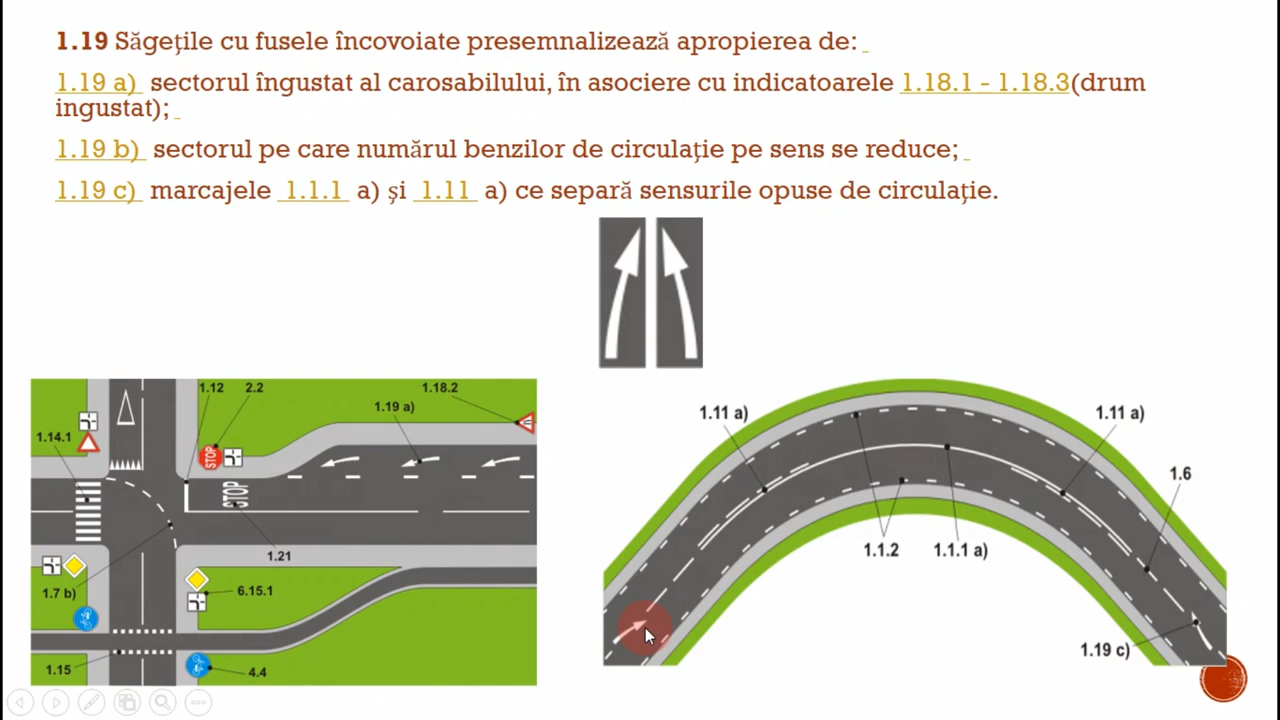 1.19 Săgețile cu fusele încovoiate presemnalizează apropierea de:
1.19 a) sectorul îngustat al carosabilului, în asociere cu indicatoarele 1.18.1 - 1.18.3(drum
ingustat);
1.19 b) sectorul pe care numărul benzilor de circulație pe sens se reduce;
1.19 c) marcajele 1.1.1 a) și 1.11 a) ce separă sensurile opuse de circulație.
1.12
2.2
1.18.2
1.19 a)
1.14.1
STOP
STOP
1.21
1.7 b)
6.15.1
1.15
4.4
1.11 a)
1.11 a)
1.6
1.1.2
1.1.1 a)
1.19 c)